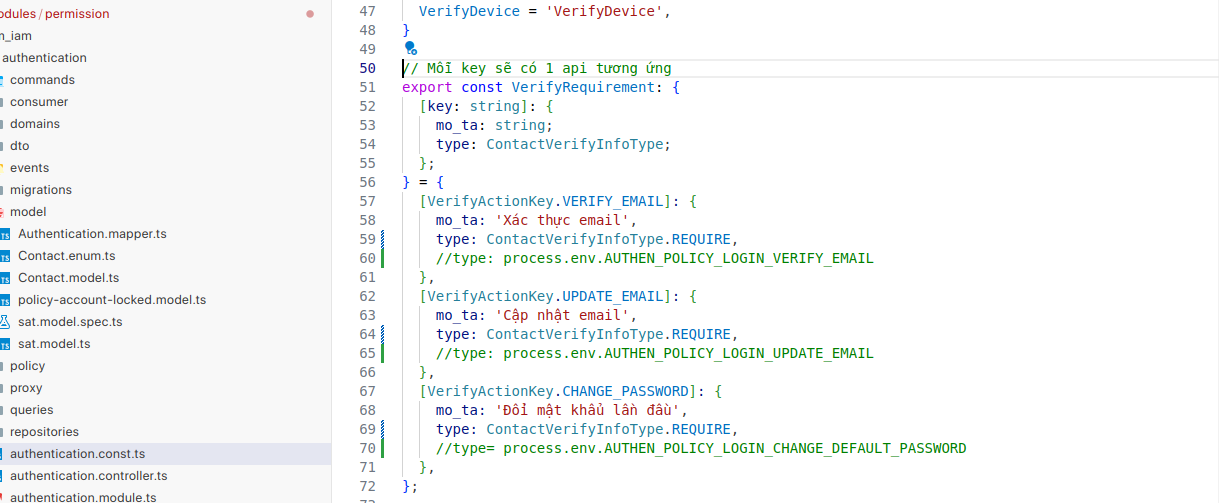 odules / permission
n_iam
authentication
commands
consumer
domains
dto
events
migrations
model
TS Authentication.mapper.ts
TS Contact.enum.ts
TS Contact.model.ts
TS policy-account-locked.model.ts
sat.model.spec.ts
TS sat.model.ts
policy
proxy
queries
repositories
authentication.const.ts
authentication.controller.ts
authentication.module.ts
47 VerifyDevice = 'VerifyDevice',
48 }
49
50 // Mỗi key sẽ có 1 api tương ứng
51 export const VerifyRequirement: {
52 [key: string]: {
53 mo_ta: string;
54 type: ContactVerifyInfoType;
55 };
56 } = {
57 [VerifyActionKey.VERIFY_EMAIL]: {
58 mo_ta: 'Xác thực email',
59 type: ContactVerifyInfoType.REQUIRE,
60 //type: process.env.AUTHEN_POLICY_LOGIN_VERIFY_EMAIL
61 },
62 [VerifyActionKey.UPDATE_EMAIL]: {
63 mo_ta: 'Cập nhật email',
64 type: ContactVerifyInfoType.REQUIRE,
65 //type: process.env.AUTHEN_POLICY_LOGIN_UPDATE_EMAIL
66 },
67 [VerifyActionKey.CHANGE_PASSWORD]: {
68 mo_ta: 'Đổi mật khẩu lần đầu',
69 type: ContactVerifyInfoType.REQUIRE,
70 //type= process.env.AUTHEN_POLICY_LOGIN_CHANGE_DEFAULT_PASSWORD
71 },
72 };